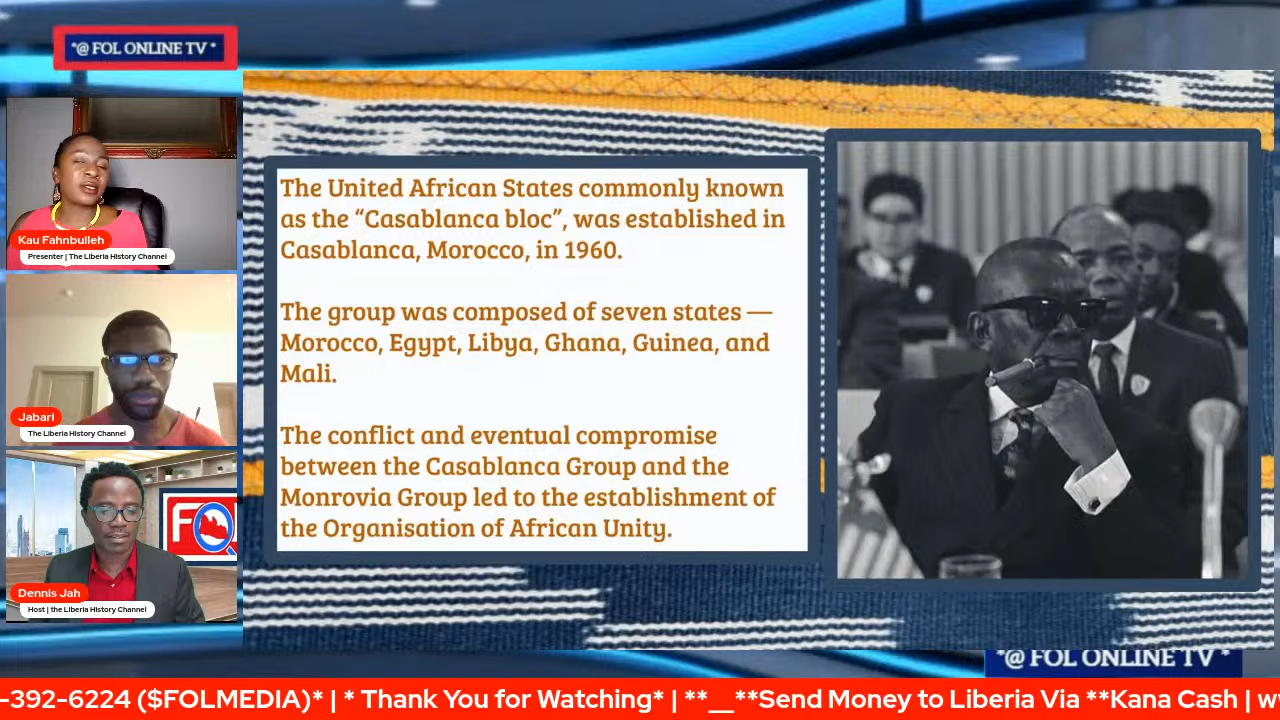 *@ FOL ONLINE TV *
Kau Fahnbulleh
Presenter | The Liberia History Channel
Jabari
The Liberia History Channel
FOL
Dennis Jah
Host | the Liberia History Channel
The United African States commonly known
as the “Casablanca bloc”, was established in
Casablanca, Morocco, in 1960.
The group was composed of seven states —
Morocco, Egypt, Libya, Ghana, Guinea, and
Mali.
The conflict and eventual compromise
between the Casablanca Group and the
Monrovia Group led to the establishment of
the Organisation of African Unity.
*@ FOL ONLINE TV *
-392-6224 ($FOLMEDIA)* | * Thank You for Watching* | **__**Send Money to Liberia Via **Kana Cash | w